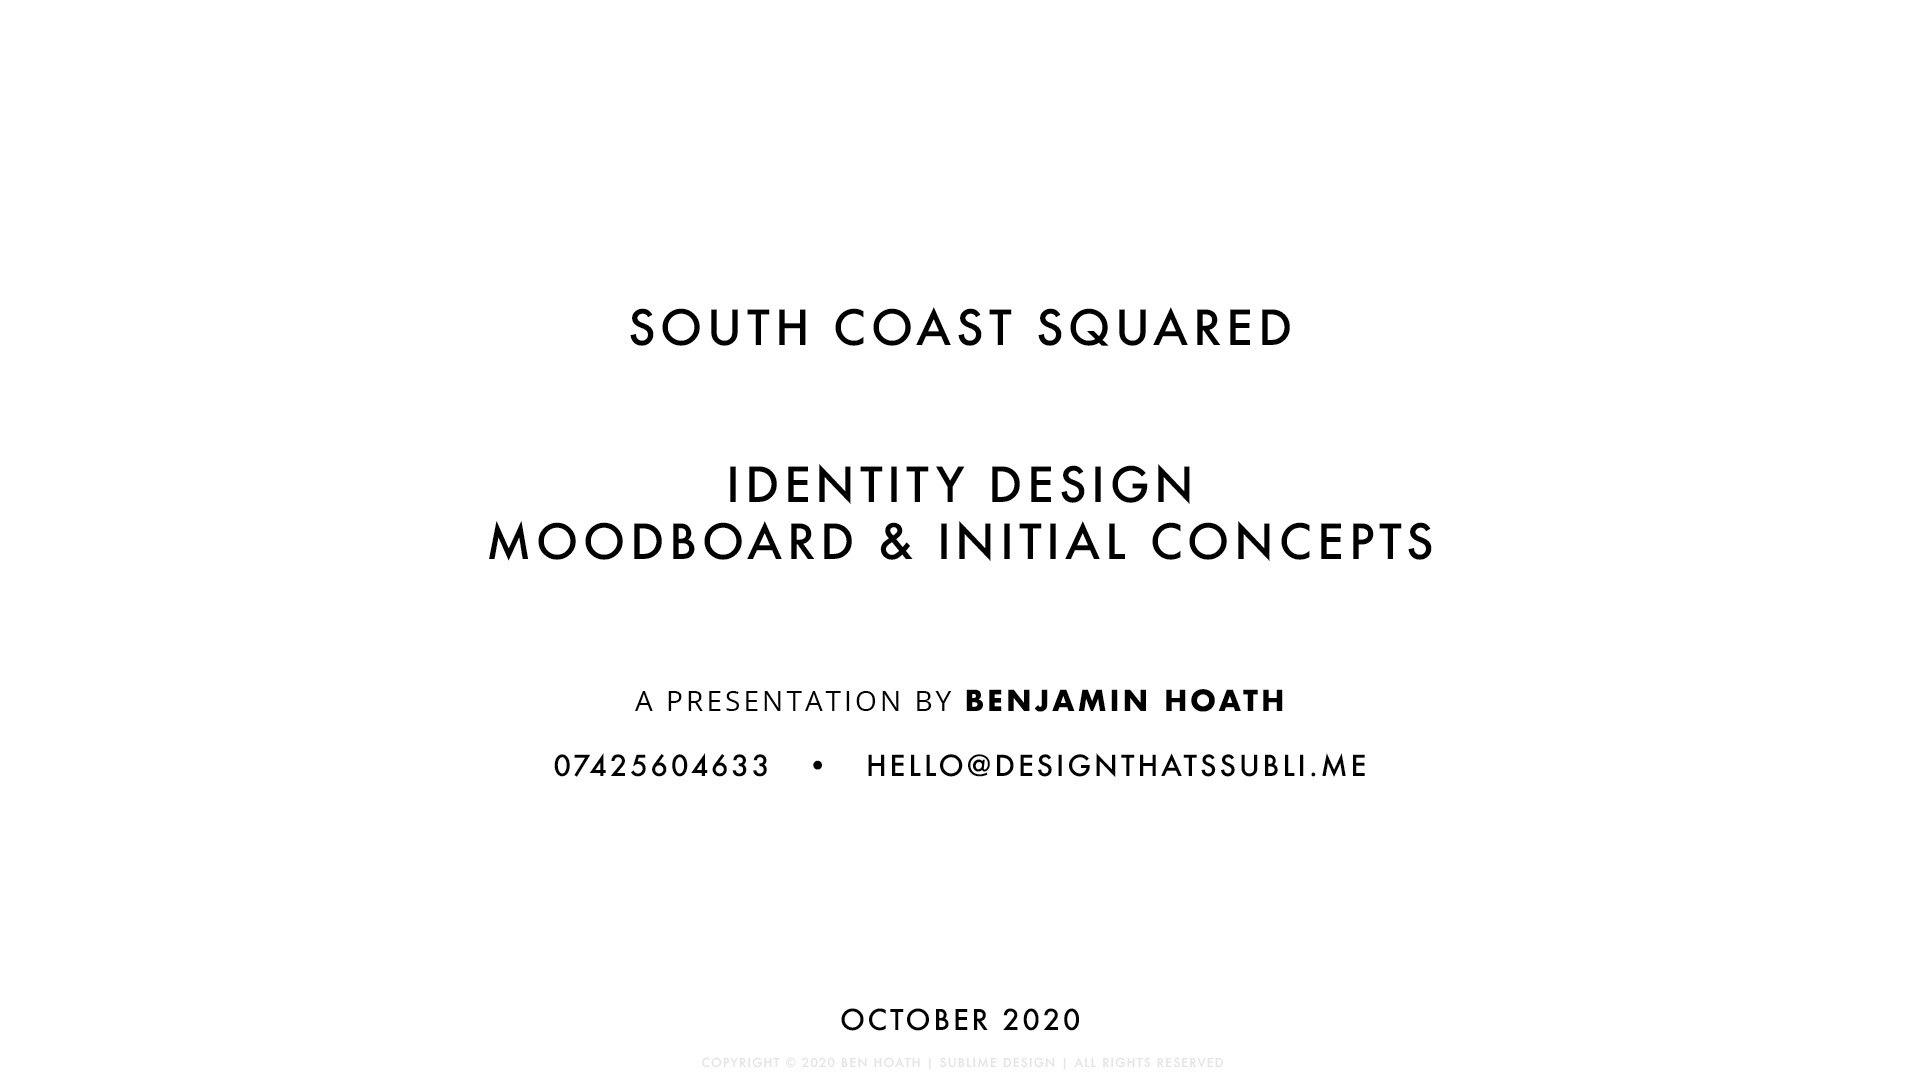 SOUTH COAST SQUARED
IDENTITY DESIGN
MOODBOARD & INITIAL CONCEPTS
A PRESENTATION BY BENJAMIN HOATH
07425604633 • HELLO@DESIGNTHATSSUBLI.ME
OCTOBER 2020
COPYRIGHT © 2020 BEN HOATH | SUBLIME DESIGN | ALL RIGHTS RESERVED